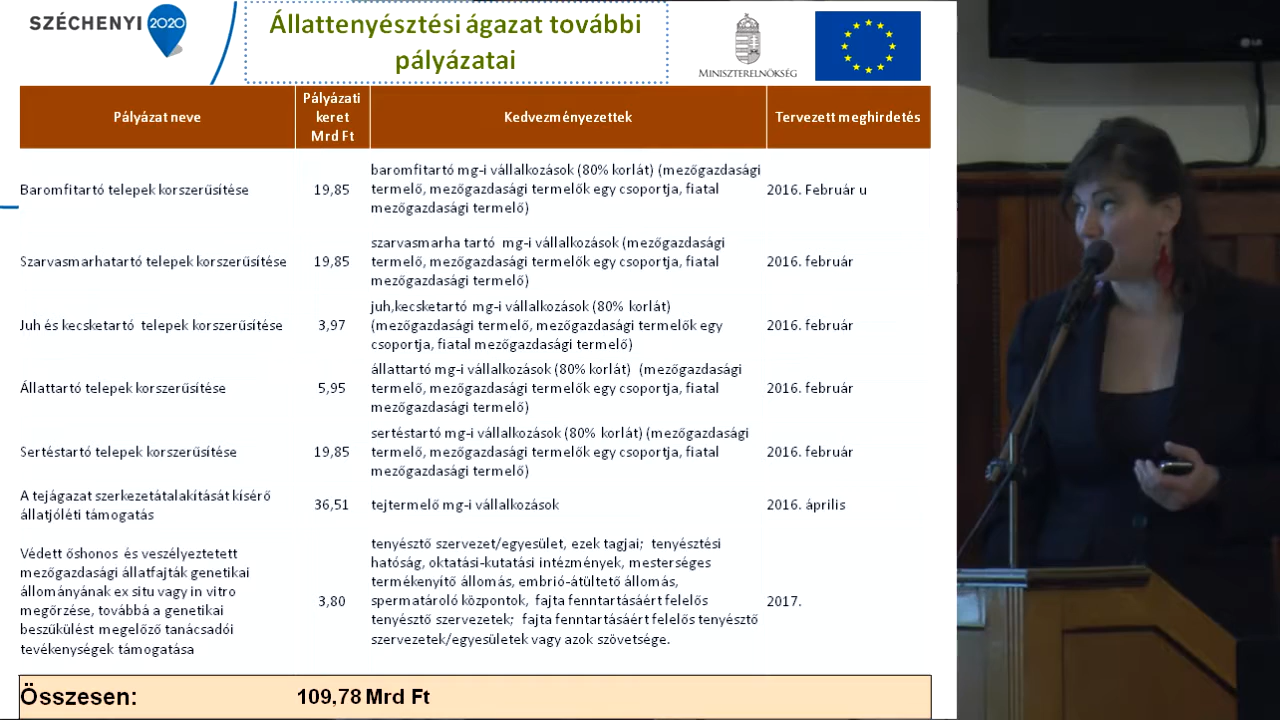 SZÉCHENYI 2020
Állattenyésztési ágazat további
pályázatai
MINISZTERELNÖKSÉG
LG
Pályázat neve
Pályázati
keret
Mrd Ft
Kedvezményezettek
Tervezett meghirdetés
Baromfitartó telepek korszerűsítése
19,85
baromfitartó mg-i vállalkozások (80% korlát) (mezőgazdasági
termelő, mezőgazdasági termelők egy csoportja, fiatal
mezőgazdasági termelő)
2016. Február u
Szarvasmarhatartó telepek korszerűsítése
19,85
szarvasmarha tartó mg-i vállalkozások (mezőgazdasági
termelő, mezőgazdasági termelők egy csoportja, fiatal
mezőgazdasági termelő)
2016. február
Juh és kecsketartó telepek korszerűsítése
3,97
juh,kecsketartó mg-i vállalkozások (80% korlát)
(mezőgazdasági termelő, mezőgazdasági termelők egy
csoportja, fiatal mezőgazdasági termelő)
2016. február
Állattartó telepek korszerűsítése
5,95
állattartó mg-i vállalkozások (80% korlát) (mezőgazdasági
termelő, mezőgazdasági termelők egy csoportja, fiatal
mezőgazdasági termelő)
2016. február
Sertéstartó telepek korszerűsítése
19,85
sertéstartó mg-i vállalkozások (80% korlát) (mezőgazdasági
termelő, mezőgazdasági termelők egy csoportja, fiatal
mezőgazdasági termelő)
2016. február
A tejágazat szerkezetátalakítását kísérő
állatjóléti támogatás
36,51
tejtermelő mg-i vállalkozások
2016. április
Védett őshonos és veszélyeztetett
mezőgazdasági állatfajták genetikai
állományának ex situ vagy in vitro
megőrzése, továbbá a genetikai
beszűkülést megelőző tanácsadói
tevékenységek támogatása
3,80
tenyésztő szervezet/egyesület, ezek tagjai; tenyésztési
hatóság, oktatási-kutatási intézmények, mesterséges
termékenyítő állomás, embrió-átültető állomás,
spermatároló központok, fajta fenntartásáért felelős
tenyésztő szervezetek; fajta fenntartásáért felelős tenyésztő
szervezetek/egyesületek vagy azok szövetsége.
2017.
Összesen:
109,78 Mrd Ft